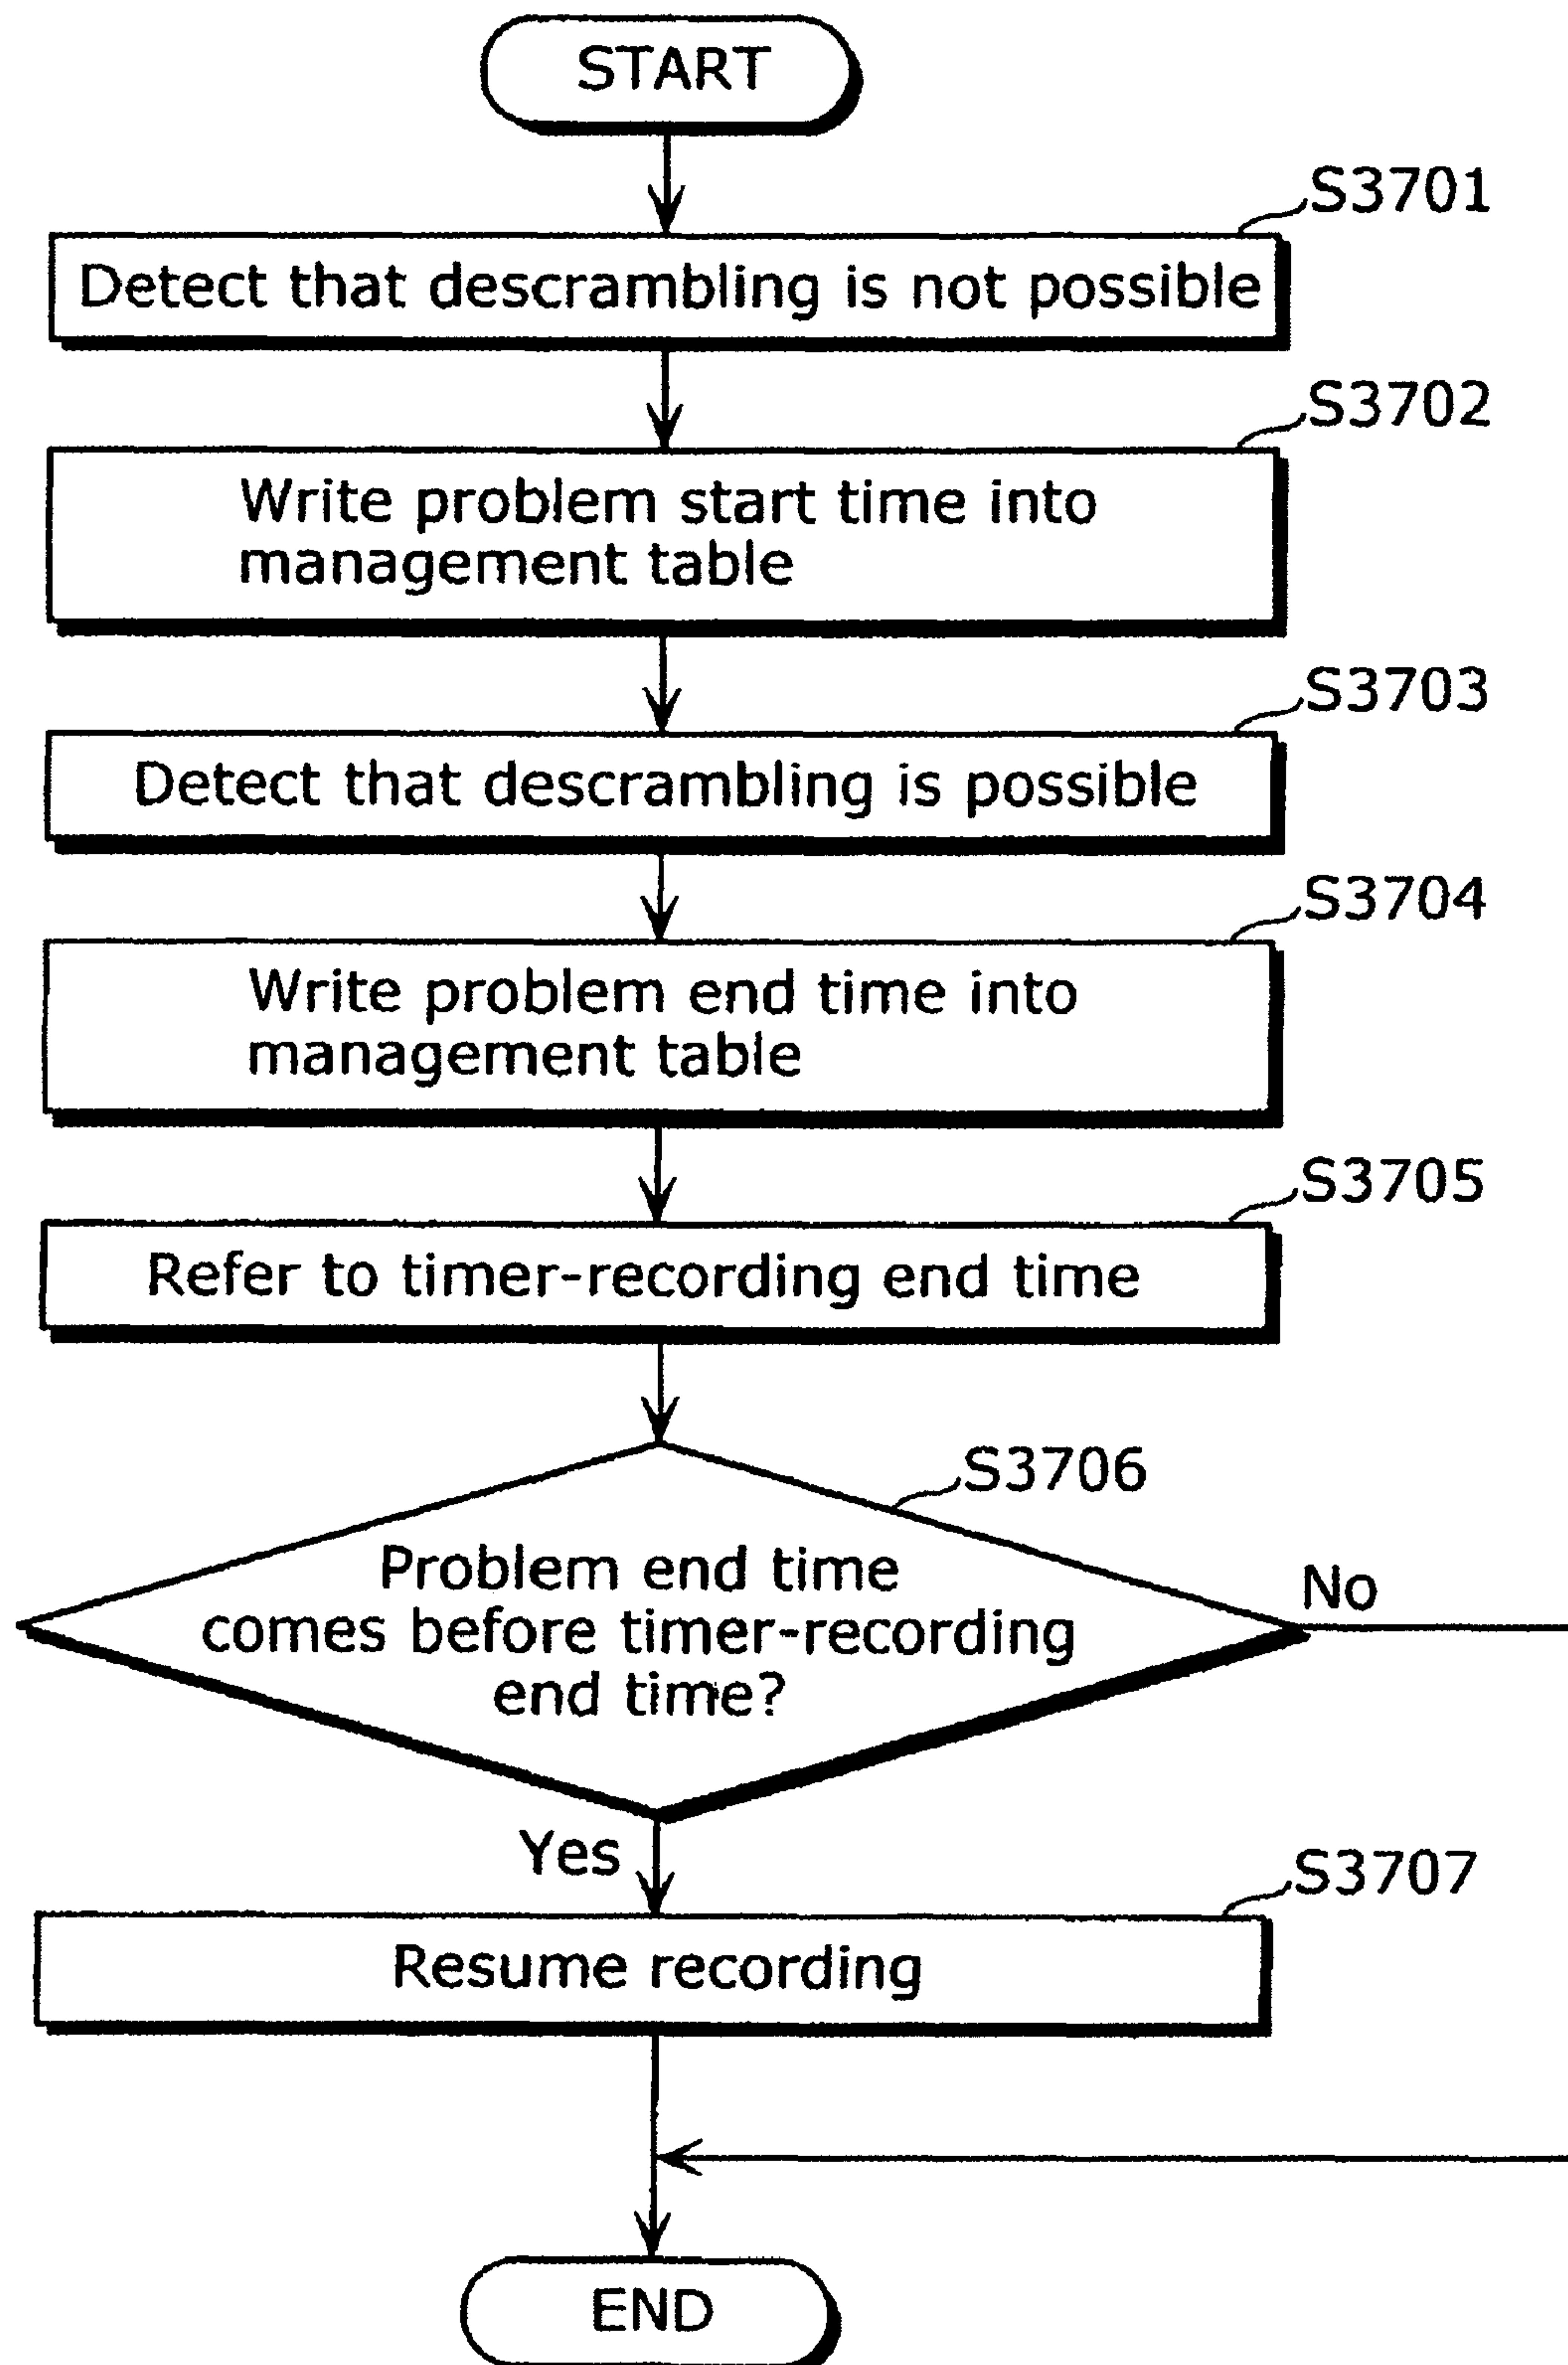 START
S3701
Detect that descrambling is not possible
S3702
Write problem start time into
management table
S3703
Detect that descrambling is possible
S3704
Write problem end time into
management table
S3705
Refer to timer-recording end time
S3706
Problem end time
comes before timer-recording
end time?
No
Yes
S3707
Resume recording
END